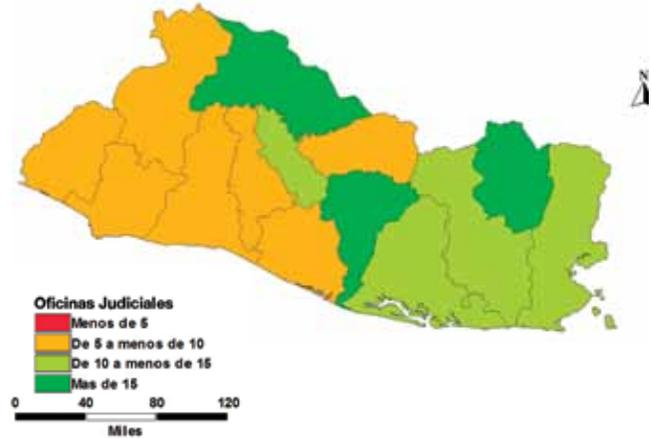 N
Oficinas Judiciales
Menos de 5
De 5 a menos de 10
De 10 a menos de 15
Mas de 15
0 40 80 120
Miles